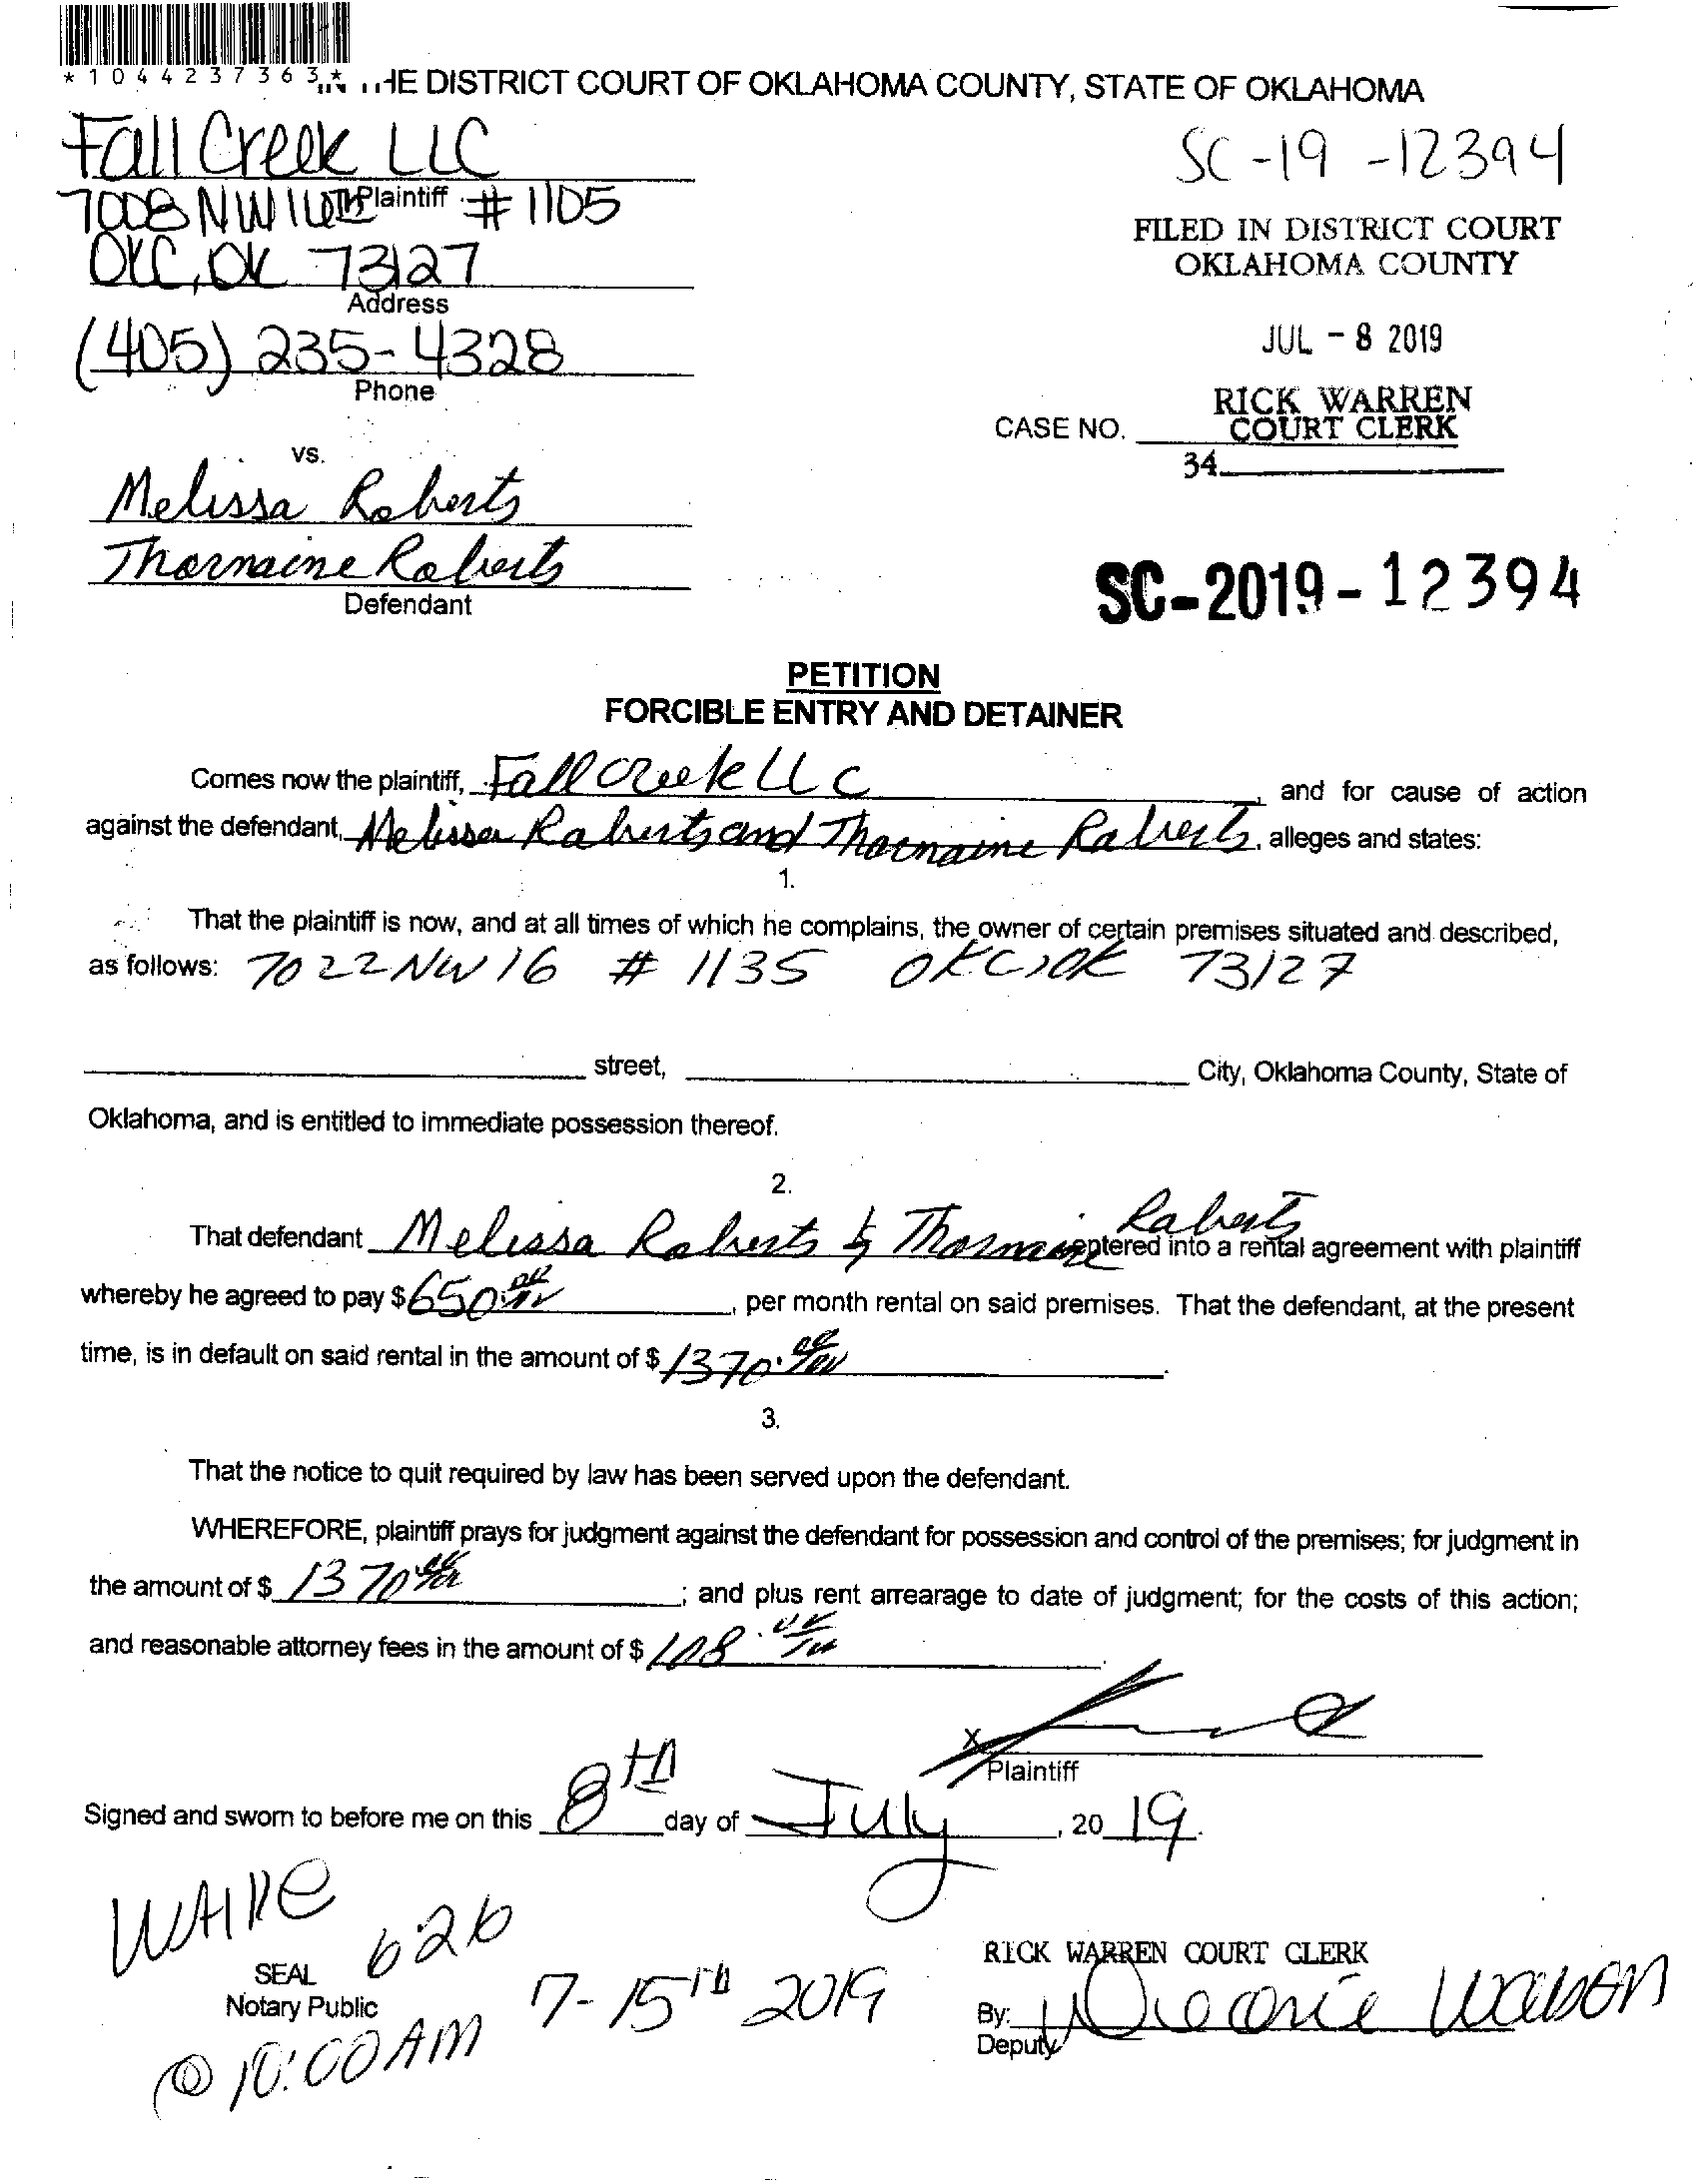 *1044237363*
IN THE DISTRICT COURT OF OKLAHOMA COUNTY, STATE OF OKLAHOMA
Fall Creek LLC
SC-19-12394
7008 NW 16TH Plaintiff #1105
FILED IN DISTRICT COURT
OKLAHOMA COUNTY
OKC, OK 73127
Address
(405) 235-4328
JUL - 8 2019
Phone
RICK WARREN
CASE NO. COURT CLERK
vs.
34
Melissa Roberts
Thormaine Roberts
Defendant
SC-2019-12394
PETITION
FORCIBLE ENTRY AND DETAINER
Comes now the plaintiff, Fall Creek LLC, and for cause of action
against the defendant, Melissa Roberts and Thormaine Roberts, alleges and states:
1.
That the plaintiff is now, and at all times of which he complains, the owner of certain premises situated and described,
as follows: 7022 NW 16 # 1135 OKC, OK 73127
street, City, Oklahoma County, State of
Oklahoma, and is entitled to immediate possession thereof.
2.
That defendant Melissa Roberts & Thormaine Roberts entered into a rental agreement with plaintiff
whereby he agreed to pay $650, per month rental on said premises. That the defendant, at the present
time, is in default on said rental in the amount of $1370.
3.
That the notice to quit required by law has been served upon the defendant.
WHEREFORE, plaintiff prays for judgment against the defendant for possession and control of the premises; for judgment in
the amount of $ 1370; and plus rent arrearage to date of judgment; for the costs of this action;
and reasonable attorney fees in the amount of $108.
X
Plaintiff
Signed and sworn to before me on this 8th day of July, 2019.
626
RICK WARREN COURT CLERK
SEAL
Notary Public
7-15TH 2019
By:
Deputy
@ 10:00 AM